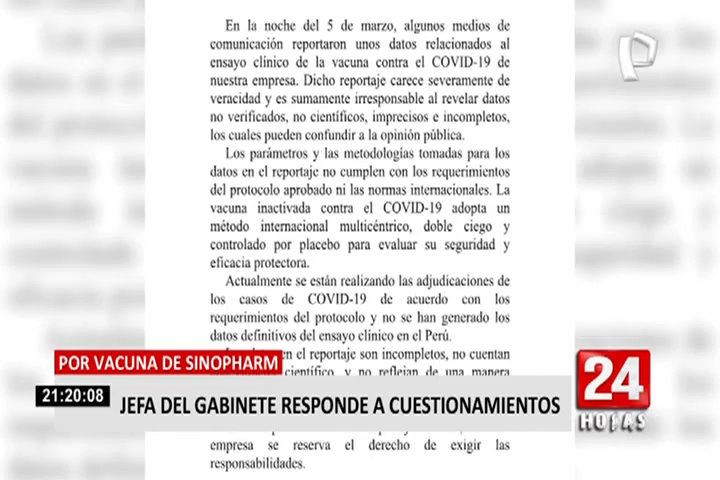 En la noche del 5 de marzo, algunos medios de
comunicación reportaron unos datos relacionados al
ensayo clínico de la vacuna contra el COVID-19 de
nuestra empresa. Dicho reportaje carece severamente de
veracidad y es sumamente irresponsable al revelar datos
no verificados, no científicos, imprecisos e incompletos,
los cuales pueden confundir a la opinión pública.
Los parámetros y las metodologías tomadas para los
datos en el reportaje no cumplen con los requerimientos
del protocolo aprobado ni las normas internacionales. La
vacuna inactivada contra el COVID-19 adopta un
método internacional multicéntrico, doble ciego y
controlado por placebo para evaluar su seguridad y
eficacia protectora.
Actualmente se están realizando las adjudicaciones de
los casos de COVID-19 de acuerdo con los
requerimientos del protocolo y no se han generado los
datos definitivos del ensayo clínico en el Perú.
en el reportaje son incompletos, no cuentan
científico, y no reflejan de una manera
POR VACUNA DE SINOPHARM
21:20:08
JEFA DEL GABINETE RESPONDE A CUESTIONAMIENTOS
24
HORAS
empresa se reserva el derecho de exigir las
responsabilidades.